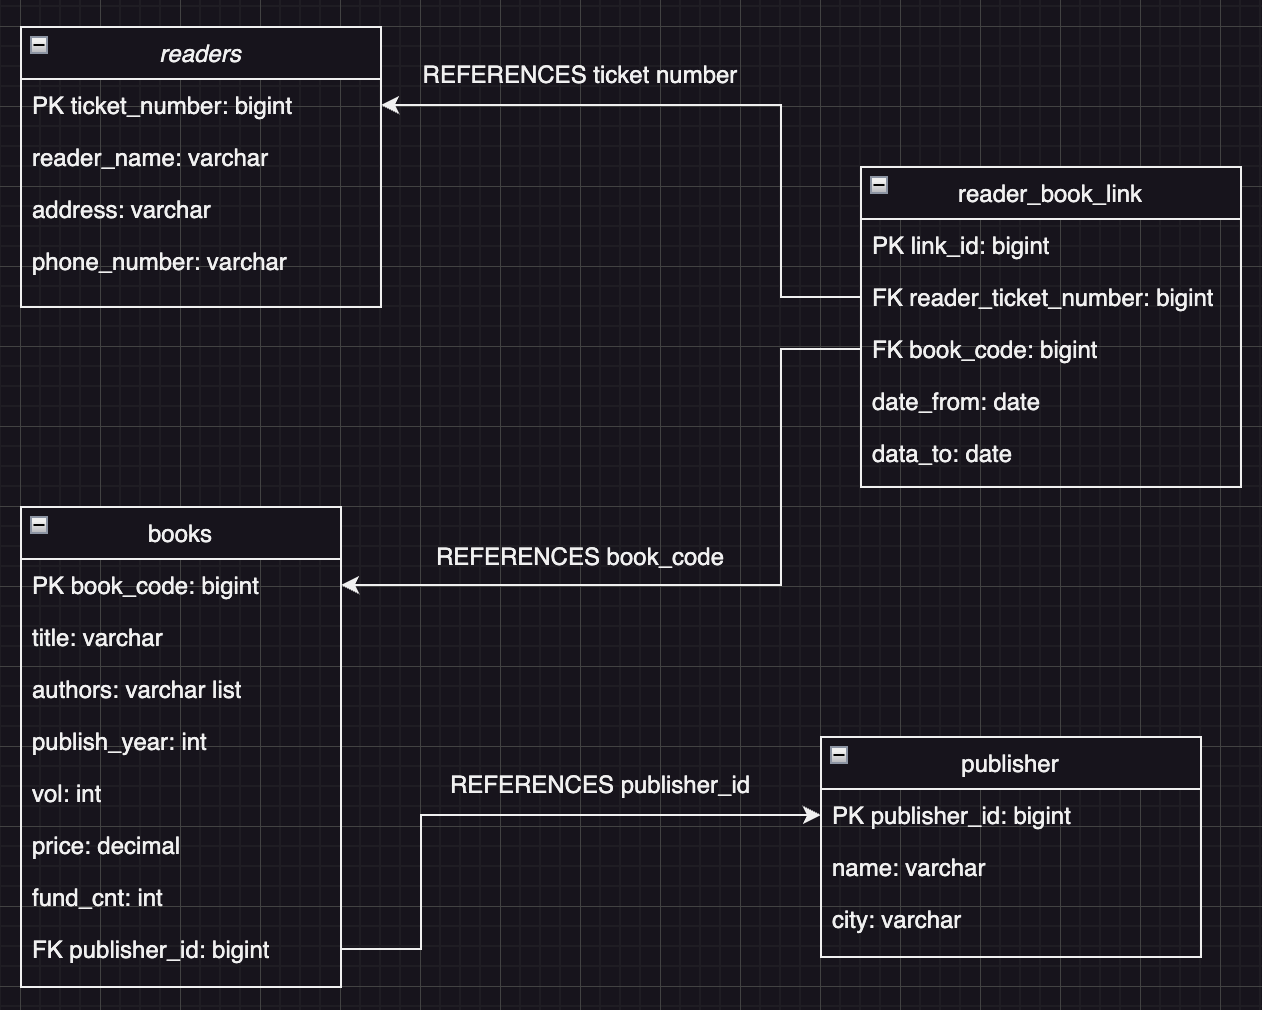 readers
PK ticket_number: bigint
reader_name: varchar
address: varchar
phone_number: varchar
REFERENCES ticket number
reader_book_link
PK link_id: bigint
FK reader_ticket_number: bigint
FK book_code: bigint
date_from: date
data_to: date
books
PK book_code: bigint
title: varchar
authors: varchar list
publish_year: int
vol: int
price: decimal
fund_cnt: int
FK publisher_id: bigint
REFERENCES book_code
REFERENCES publisher_id
publisher
PK publisher_id: bigint
name: varchar
city: varchar